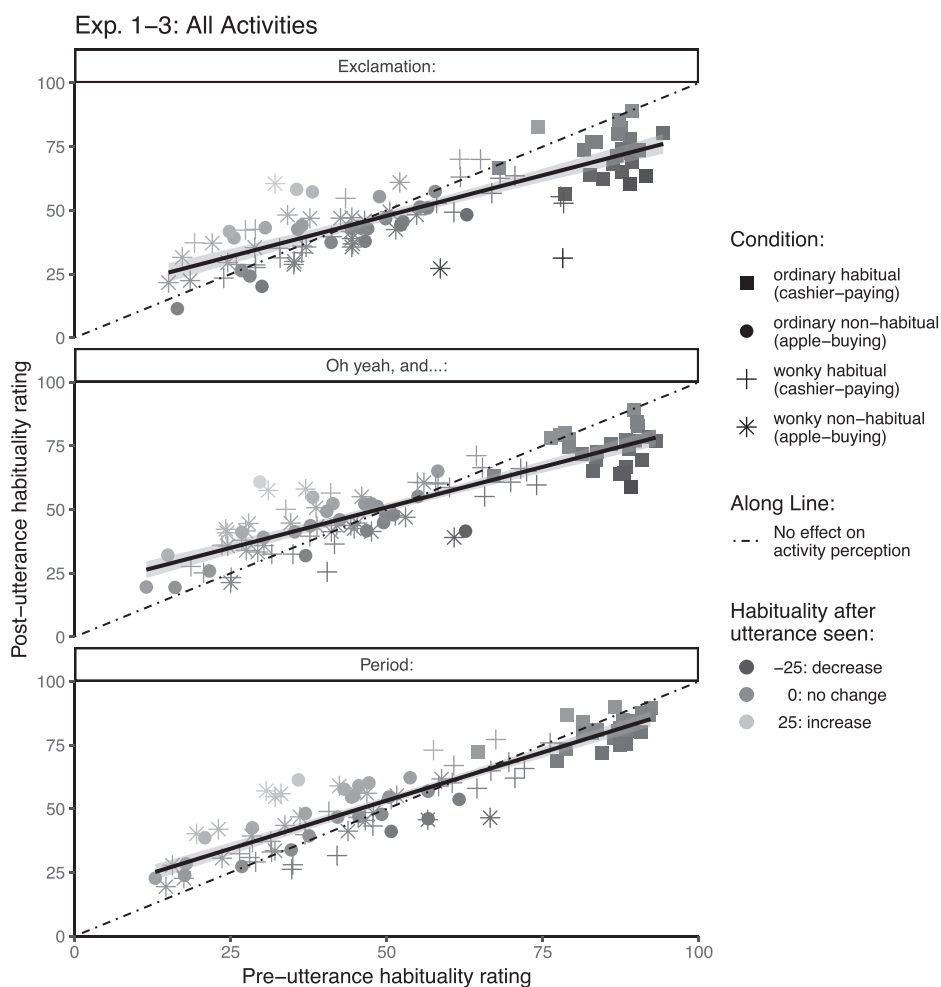 Exp. 1–3: All Activities
Exclamation:
100
75
50
25
0
Oh yeah, and...:
100
75
50
25
0
Period:
100
75
50
25
0
0
25
50
75
100
Pre–utterance habituality rating
Post–utterance habituality rating
Condition:
ordinary habitual
(cashier–paying)
ordinary non–habitual
(apple–buying)
wonky habitual
(cashier–paying)
wonky non–habitual
(apple–buying)
Along Line:
No effect on
activity perception
Habituality after
utterance seen:
–25: decrease
0: no change
25: increase